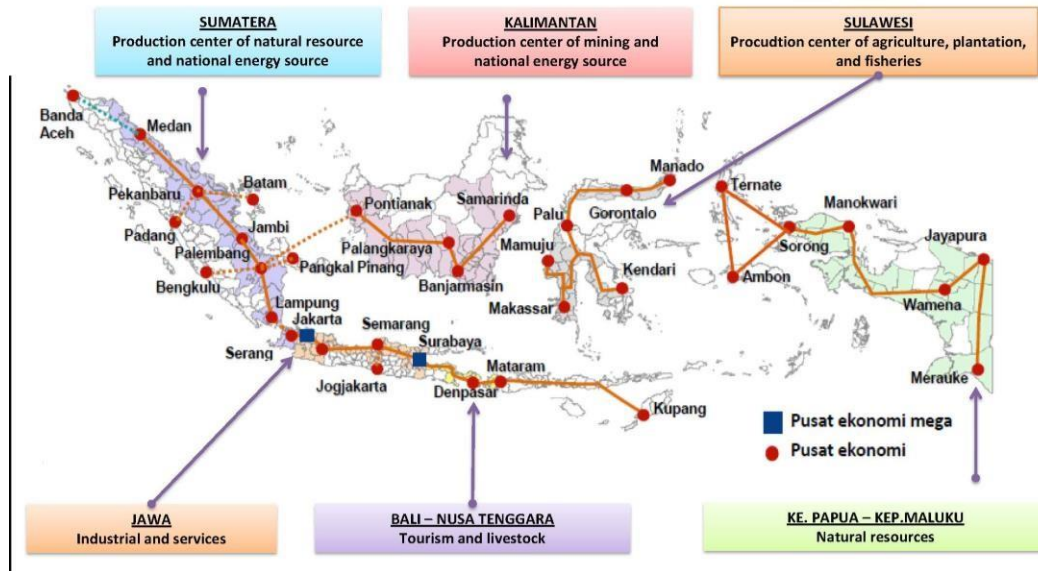 SUMATERA
Production center of natural resource
and national energy source
KALIMANTAN
Production center of mining and
national energy source
SULAWESI
Procudtion center of agriculture, plantation,
and fisheries
Banda
Aceh
Medan
Pekanbaru
Batam
Padang
Jambi
Palembang
Pangkal Pinang
Bengkulu
Lampung
Jakarta
Serang
Semarang
Surabaya
Jogjakarta
Denpasar
Mataram
Kupang
Pontianak
Samarinda
Palangkaraya
Banjarmasin
Manado
Gorontalo
Palu
Mamuju
Kendari
Makassar
Ternate
Manokwari
Sorong
Ambon
Jayapura
Wamena
Merauke
Pusat ekonomi mega
Pusat ekonomi
JAWA
Industrial and services
BALI – NUSA TENGGARA
Tourism and livestock
KE. PAPUA – KEP.MALUKU
Natural resources